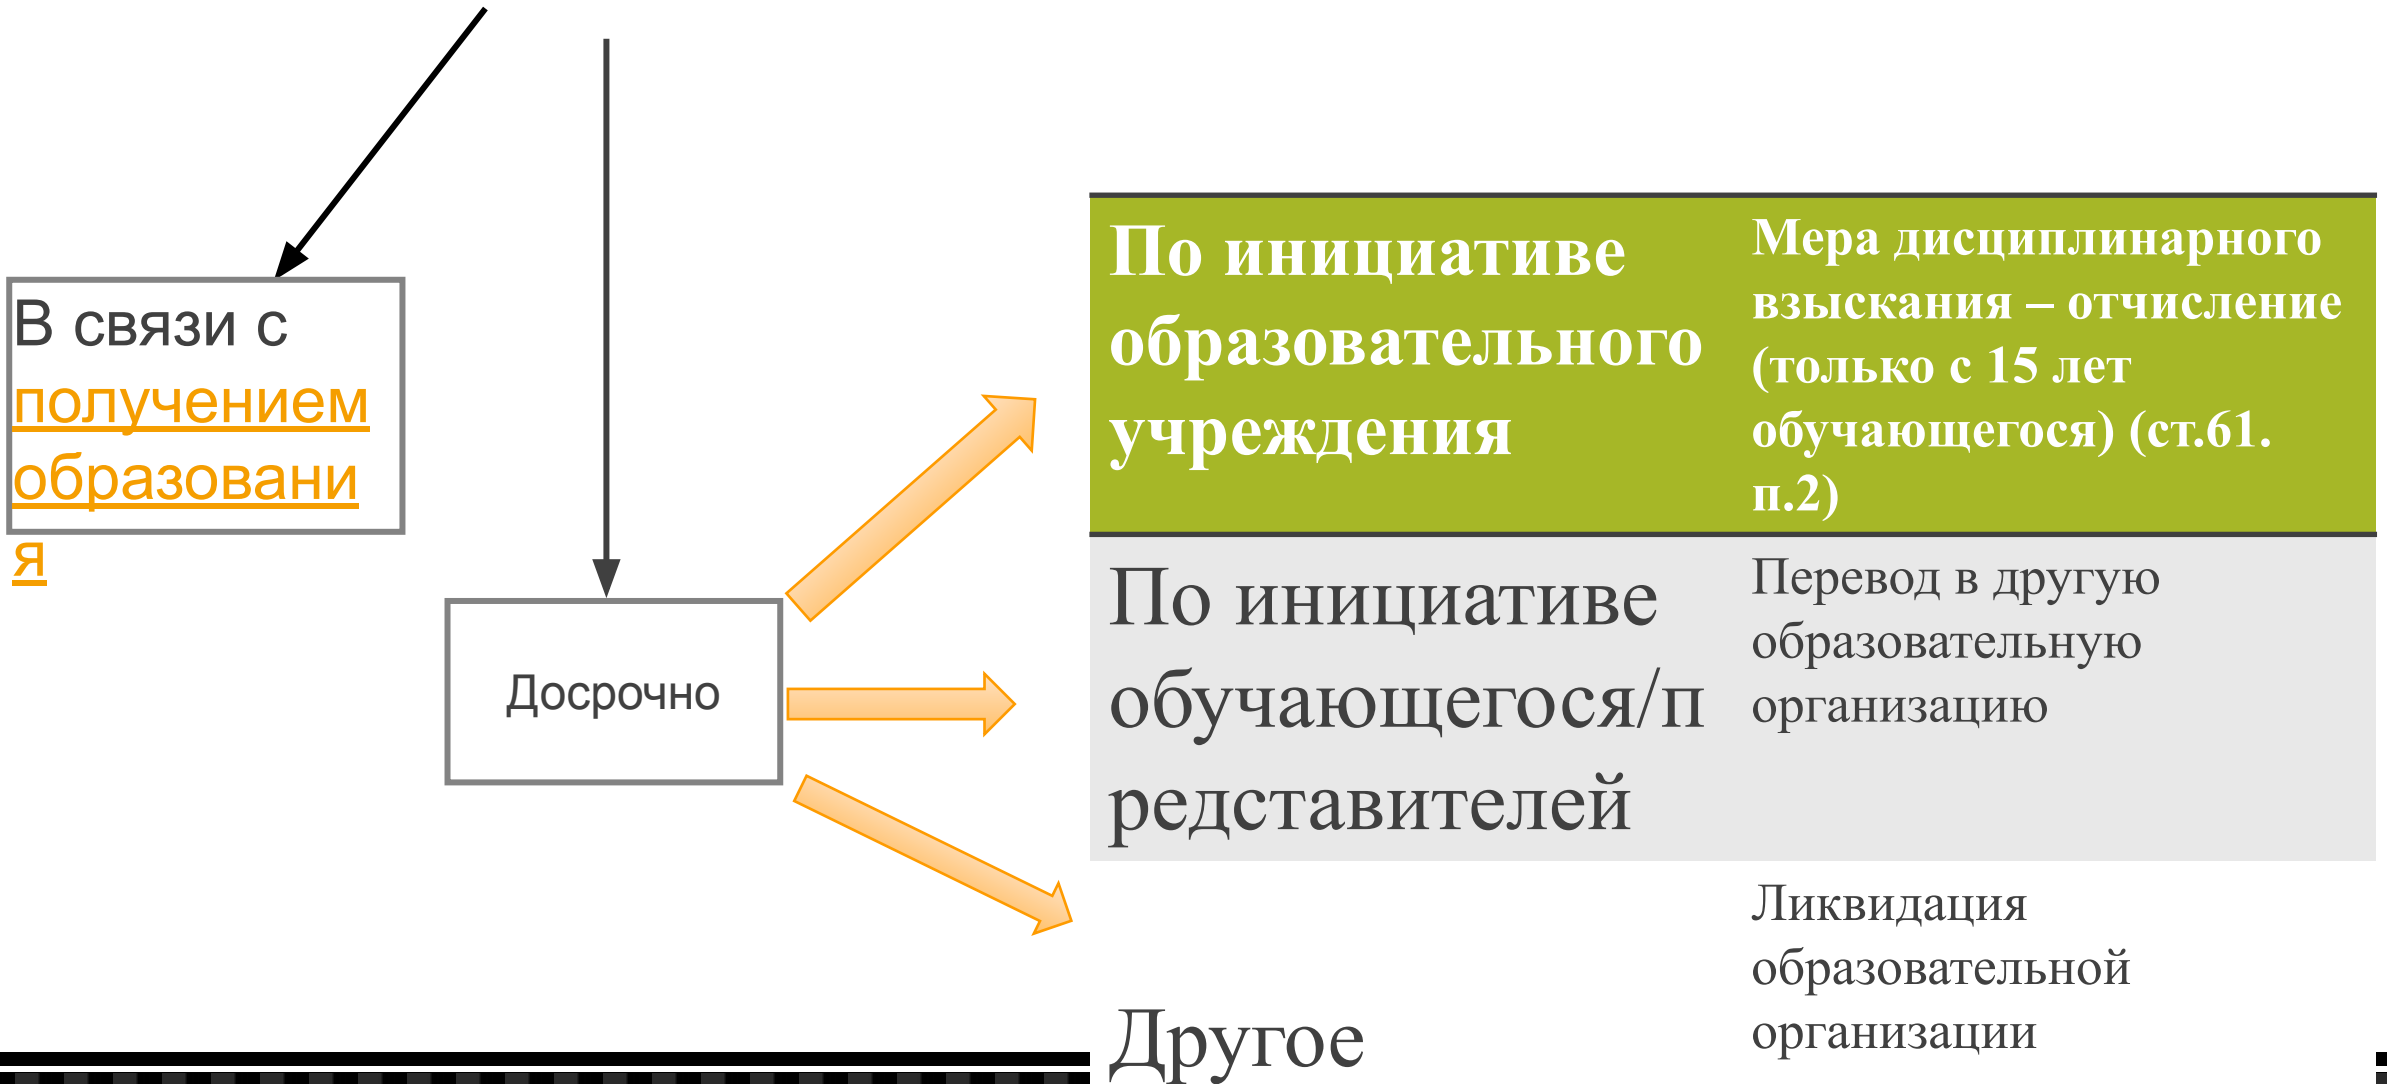 В связи с
получением
образовани
я
Досрочно
По инициативе
образовательного
учреждения
Мера дисциплинарного
взыскания – отчисление
(только с 15 лет
обучающегося) (ст.61.
п.2)
По инициативе
обучающегося/п
редставителей
Перевод в другую
образовательную
организацию
Другое
Ликвидация
образовательной
организации